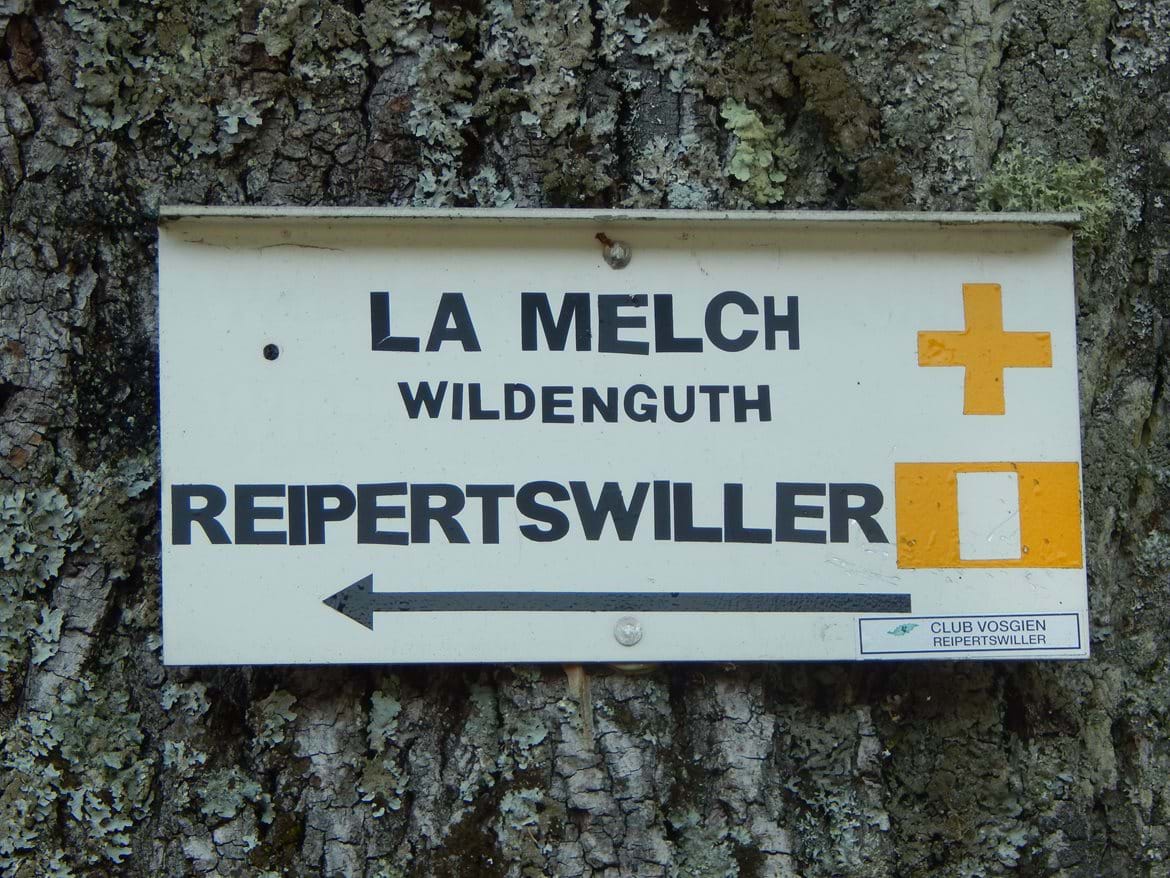 LA MELCH
WILDENGUTH
REIPERTSWILLER
CLUB VOSGIEN
REIPERTSWILLER